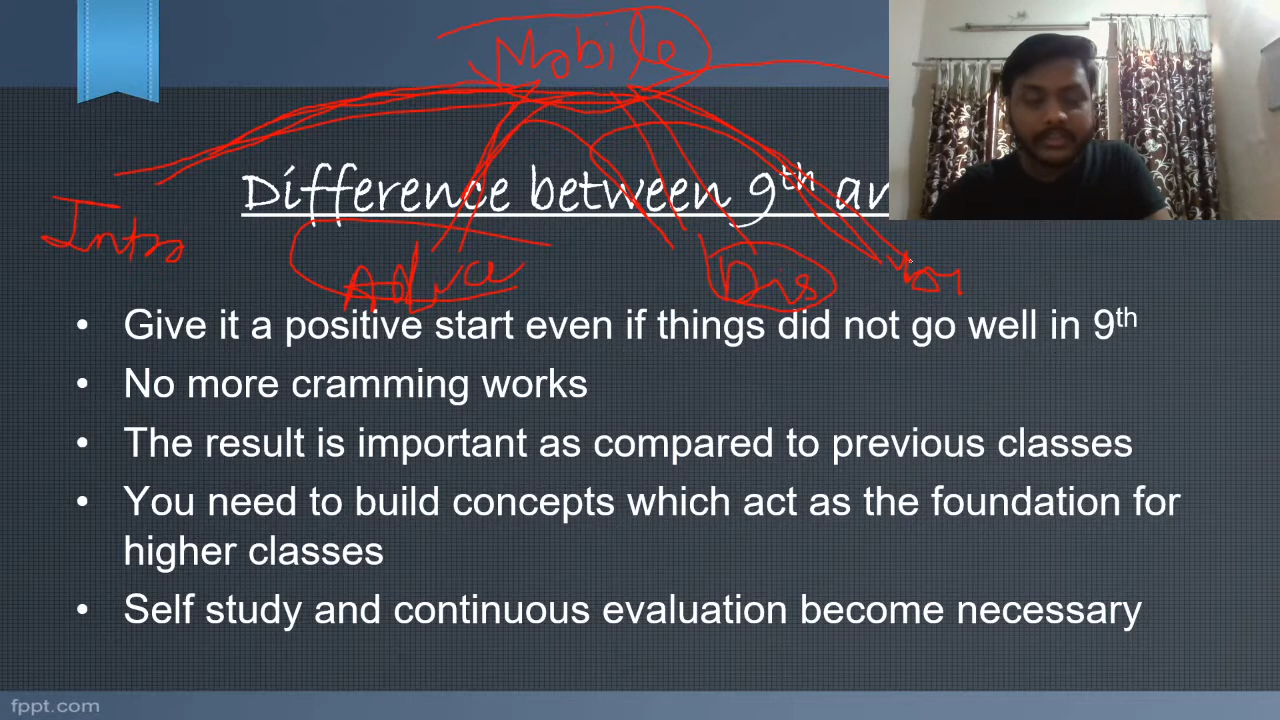 Mobile
Difference between 9th an
Intro
Advice
Dis
Give it a positive start even if things did not go well in 9th
No more cramming works
The result is important as compared to previous classes
You need to build concepts which act as the foundation for
higher classes
Self study and continuous evaluation become necessary
fppt.com